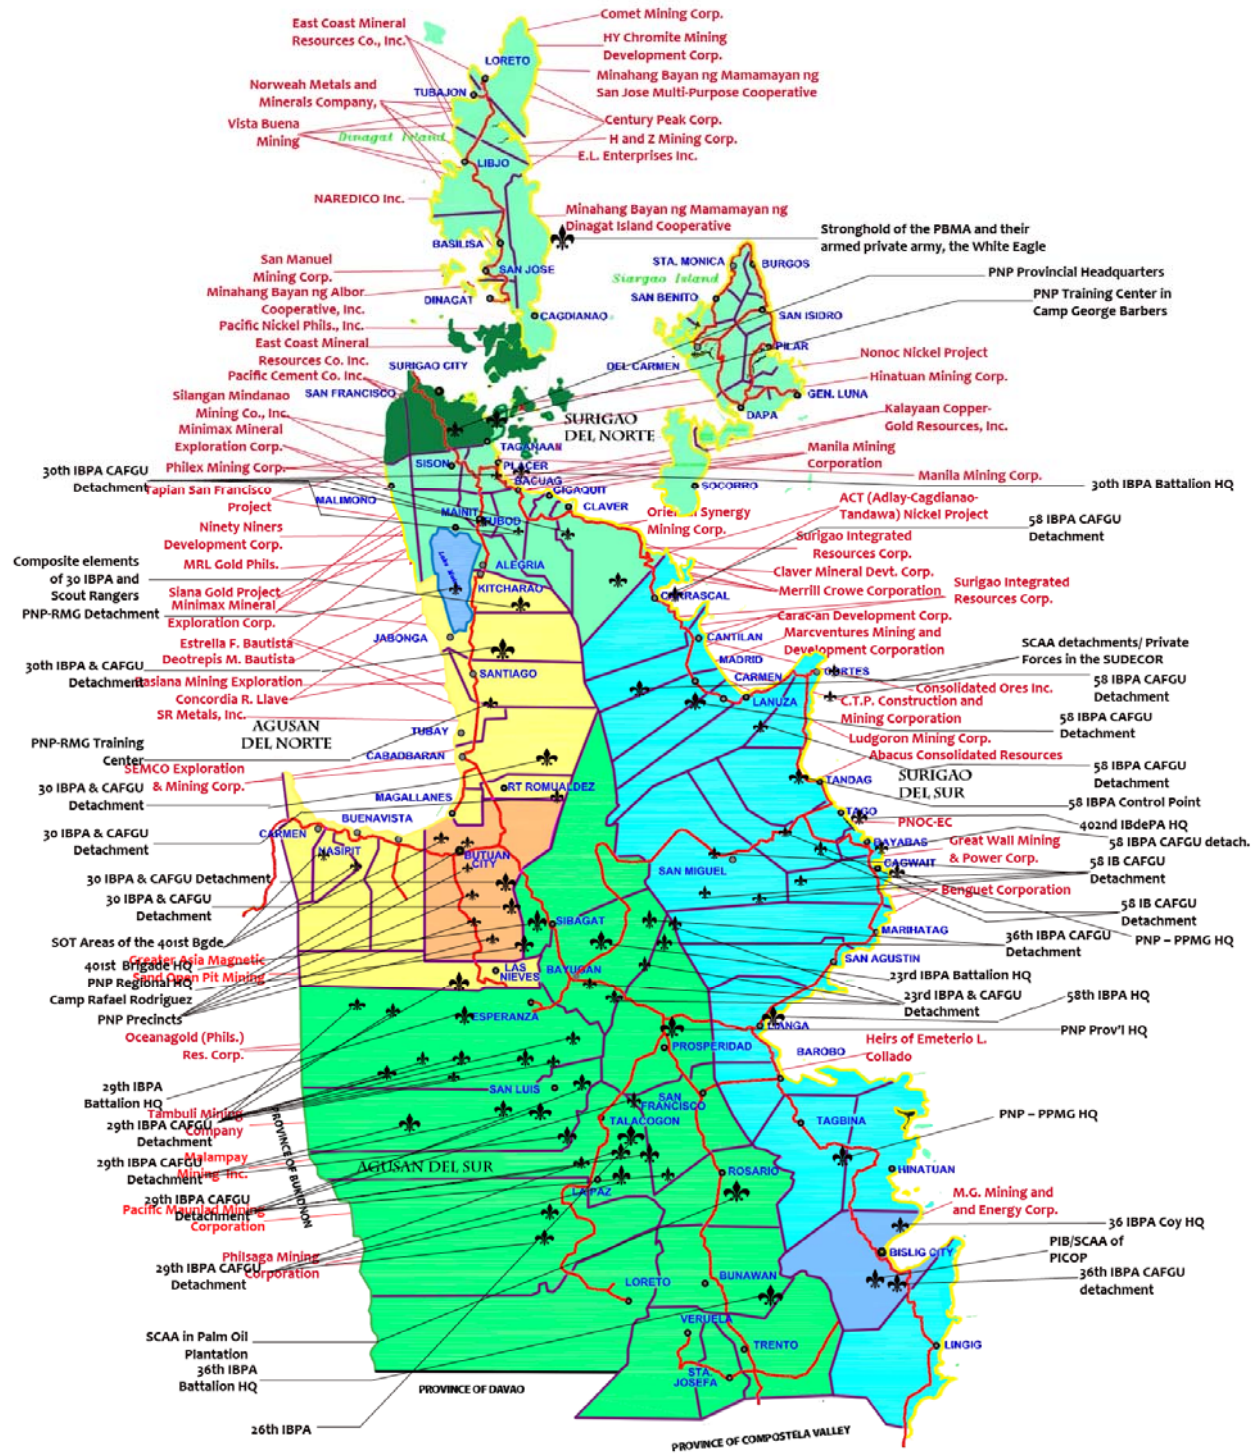 Comet Mining Corp.
East Coast Mineral
Resources Co., Inc.
HY Chromite Mining
Development Corp.
LORETO
Minahang Bayan ng Mamamayan ng
San Jose Multi-Purpose Cooperative
Norweah Metals and
Minerals Company,
TUBAJON
Vista Buena
Mining
Century Peak Corp.
Dinagat Island
H and Z Mining Corp.
E.L. Enterprises Inc.
LIBJO
NAREDICO Inc.
Minahang Bayan ng Mamamayan ng
Dinagat Island Cooperative
Stronghold of the PBMA and their
armed private army, the White Eagle
BASILISA
San Manuel
Mining Corp.
SAN JOSE
STA. MONICA
BURGOS
Siargao Island
PNP Provincial Headquarters
Minahang Bayan ng Albor
Cooperative, Inc.
DINAGAT
SAN BENITO
PNP Training Center in
Camp George Barbers
CAGDIANAO
SAN ISIDRO
Pacific Nickel Phils., Inc.
East Coast Mineral
Resources Co. Inc.
PILAR
Nonoc Nickel Project
Pacific Cement Co. Inc.
SURIGAO CITY
DEL CARMEN
Hinatuan Mining Corp.
SAN FRANCISCO
GEN. LUNA
Silangan Mindanao
Mining Co., Inc.
DAPA
Kalayaan Copper-
Gold Resources, Inc.
SURIGAO
DEL NORTE
Minimax Mineral
Exploration Corp.
TAGANAAN
Manila Mining
Corporation
Philex Mining Corp.
SISON
PLACER
Manila Mining Corp.
30th IBPA CAFGU
Detachment
BACUAG
GIGAQUIT
SOCORRO
30th IBPA Battalion HQ
Tapian San Francisco
Project
MALIMONO
CLAVER
ACT (Adlay-Cagdianao-
Tandawa) Nickel Project
MAINIT
TUBOD
Oriental Synergy
Mining Corp.
58 IBPA CAFGU
Detachment
Ninety Niners
Development Corp.
Surigao Integrated
Resources Corp.
Composite elements
of 30 IBPA and
Scout Rangers
MRL Gold Phils.
Lake Mainit
ALEGRIA
Claver Mineral Devt. Corp.
KITCHARAO
Siana Gold Project
Merrill Crowe Corporation
Surigao Integrated
Resources Corp.
CARRASCAL
PNP-RMG Detachment
Minimax Mineral
Exploration Corp.
Carac-an Development Corp.
JABONGA
CANTILAN
Marcventures Mining and
Development Corporation
Estrella F. Bautista
Deotrepis M. Bautista
MADRID
SCAA detachments/ Private
Forces in the SUDECOR
30th IBPA & CAFGU
Detachment
SANTIAGO
CARMEN
CORTES
58 IBPA CAFGU
Detachment
Basiana Mining Exploration
Concordia R. Llave
Consolidated Ores Inc.
LANUZA
C.T.P. Construction and
Mining Corporation
SR Metals, Inc.
58 IBPA CAFGU
Detachment
AGUSAN
DEL NORTE
TUBAY
Ludgoron Mining Corp.
PNP-RMG Training
Center
CABADBARAN
Abacus Consolidated Resources
58 IBPA CAFGU
Detachment
SEMCO Exploration
& Mining Corp.
TANDAG
SURIGAO
DEL SUR
30 IBPA & CAFGU
Detachment
RT ROMUALDEZ
MAGALLANES
58 IBPA Control Point
TAGO
BUENAVISTA
PNOC-EC
402nd IBdePA HQ
30 IBPA & CAFGU
Detachment
CARMEN
BAYABAS
Great Wall Mining
& Power Corp.
58 IBPA CAFGU detach.
NASIPIT
BUTUAN
CITY
CAGWAIT
58 IB CAFGU
Detachment
SAN MIGUEL
30 IBPA & CAFGU Detachment
Benguet Corporation
30 IBPA & CAFGU
Detachment
58 IB CAFGU
Detachment
SIBAGAT
MARIHATAG
36th IBPA CAFGU
Detachment
PNP – PPMG HQ
SOT Areas of the 401st Bgde
Greater Asia Magnetic
Sand Open Pit Mining
401st Brigade HQ
SAN AGUSTIN
LAS
NIEVES
BAYUGAN
23rd IBPA Battalion HQ
PNP Regional HQ
Camp Rafael Rodriguez
23rd IBPA & CAFGU
Detachment
58th IBPA HQ
PNP Precincts
ESPERANZA
LIANGA
PNP Prov'l HQ
Oceanagold (Phils.)
Res. Corp.
PROSPERIDAD
BAROBO
Heirs of Emeterio L.
Collado
29th IBPA
Battalion HQ
SAN LUIS
SAN
FRANCISCO
Tambuli Mining
Company
29th IBPA CAFGU
Detachment
TALACOGON
TAGBINA
PNP – PPMG HQ
PROVINCE OF BUKIDNON
Malampay
Mining Inc.
29th IBPA CAFGU
Detachment
AGUSAN DEL SUR
ROSARIO
HINATUAN
29th IBPA CAFGU
Detachment
LA PAZ
M.G. Mining and
and Energy Corp.
Pacific Maunlad Mining
Corporation
36 IBPA Coy HQ
Philsaga Mining
Corporation
PIB/SCAA of
PICOP
BISLIG CITY
29th IBPA CAFGU
Detachment
LORETO
BUNAWAN
36th IBPA CAFGU
detachment
SCAA in Palm Oil
Plantation
VERUELA
TRENTO
LINGIG
36th IBPA
Battalion HQ
STA.
JOSEFA
PROVINCE OF DAVAO
26th IBPA
PROVINCE OF COMPOSTELA VALLEY